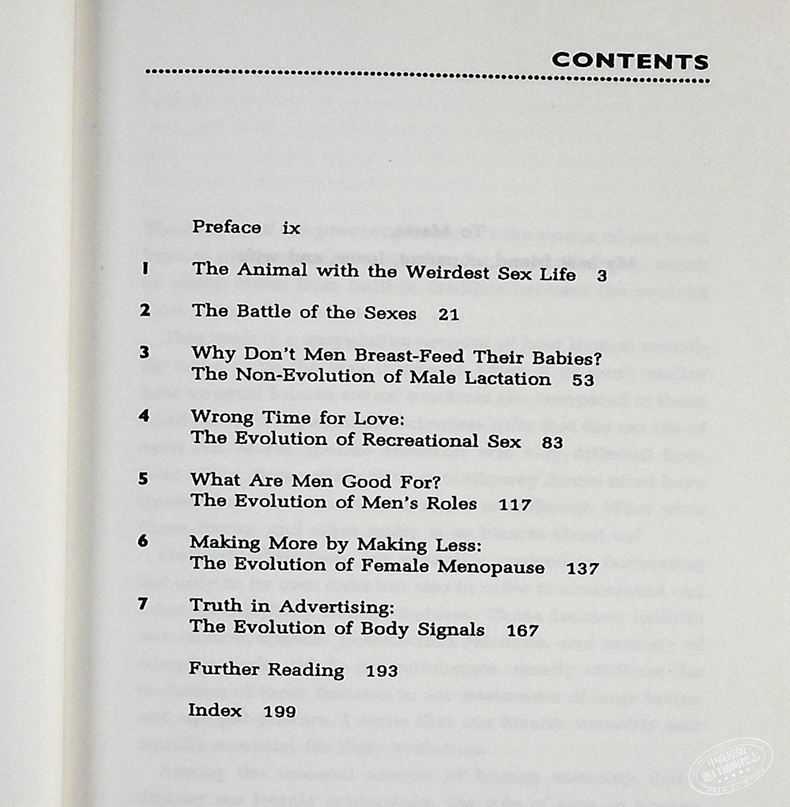 CONTENTS
Preface ix
1 The Animal with the Weirdest Sex Life 3
2 The Battle of the Sexes 21
3 Why Don't Men Breast-Feed Their Babies?
The Non-Evolution of Male Lactation 53
4 Wrong Time for Love:
The Evolution of Recreational Sex 83
5 What Are Men Good For?
The Evolution of Men's Roles 117
6 Making More by Making Less:
The Evolution of Female Menopause 137
7 Truth in Advertising:
The Evolution of Body Signals 167
Further Reading 193
Index 199